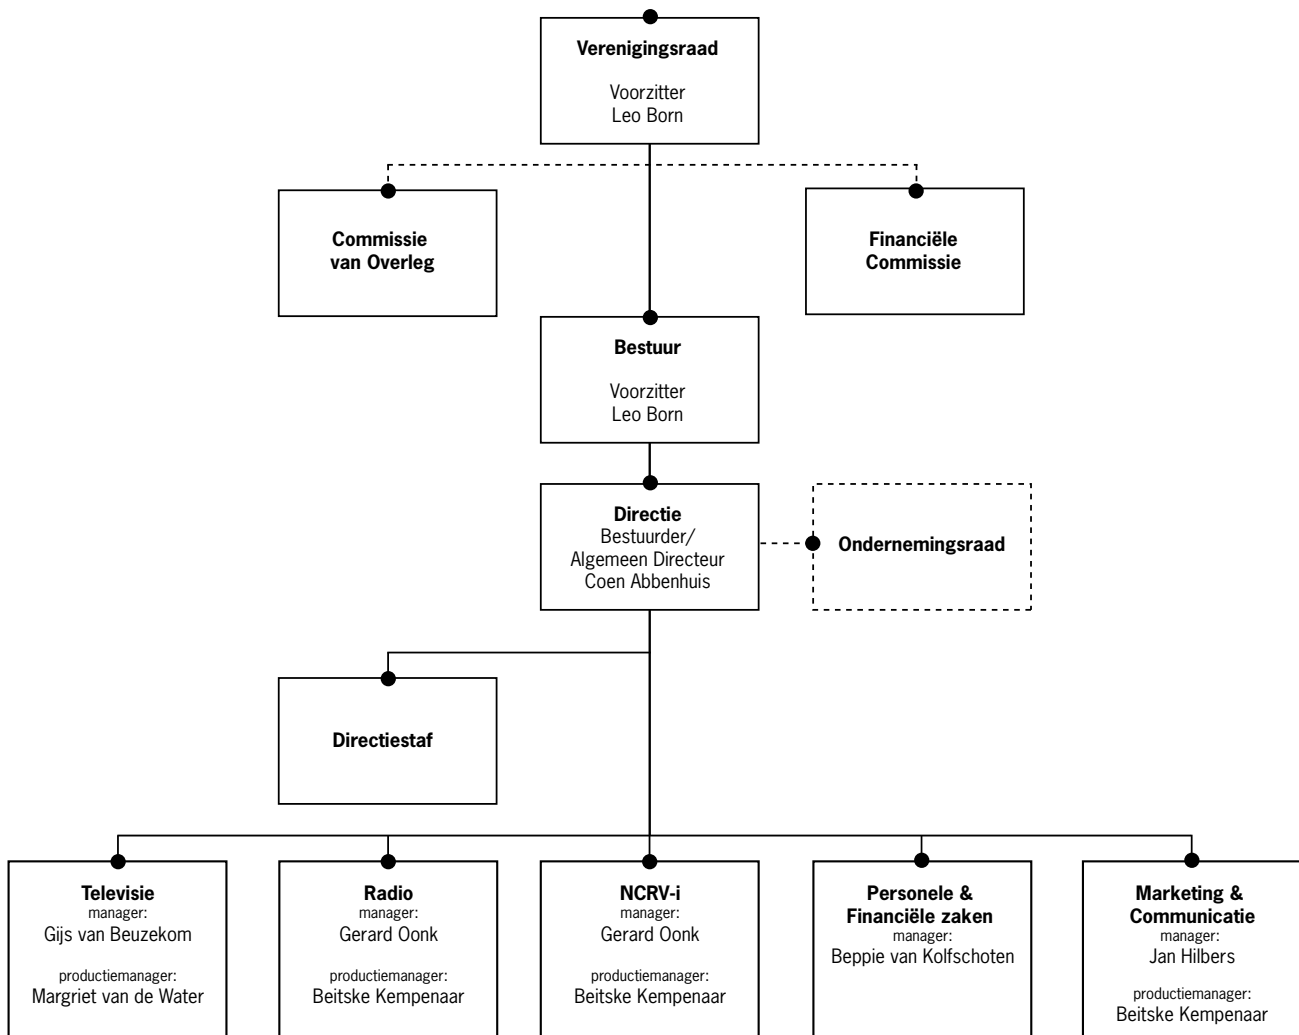 Verenigingsraad
Voorzitter
Leo Born
Commissie
van Overleg
Financiële
Commissie
Bestuur
Voorzitter
Leo Born
Directie
Bestuurder/
Algemeen Directeur
Coen Abbenhuis
Ondernemingsraad
Directiestaf
Televisie
manager:
Gijs van Beuzekom
productiemanager:
Margriet van de Water
Radio
manager:
Gerard Oonk
productiemanager:
Beitske Kempenaar
NCRV-i
manager:
Gerard Oonk
productiemanager:
Beitske Kempenaar
Personele &
Financiële zaken
manager:
Beppie van Kolfschoten
Marketing &
Communicatie
manager:
Jan Hilbers
productiemanager:
Beitske Kempenaar